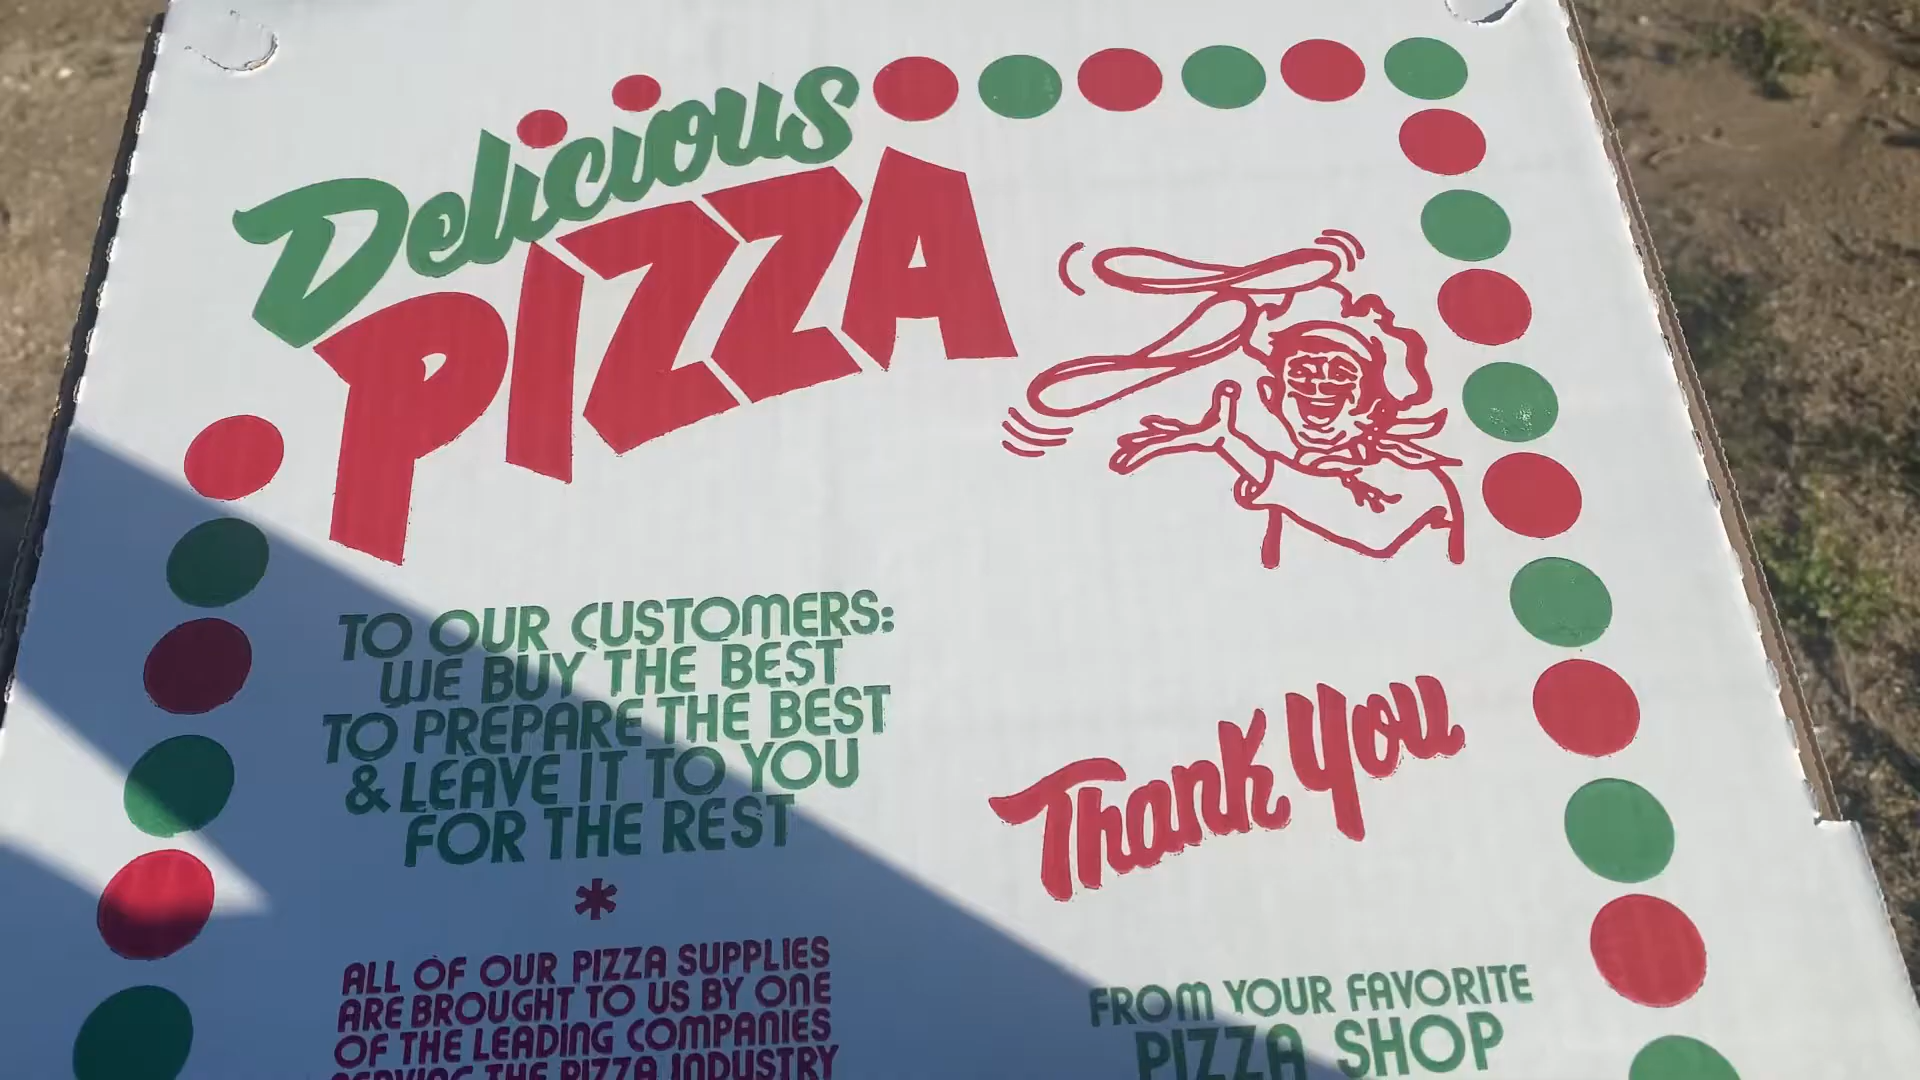 Delicious
PIZZA
TO OUR CUSTOMERS:
WE BUY THE BEST
TO PREPARE THE BEST
& LEAVE IT TO YOU
FOR THE REST
*
ALL OF OUR PIZZA SUPPLIES
ARE BROUGHT TO US BY ONE
OF THE LEADING COMPANIES
SERVING THE PIZZA INDUSTRY
Thank You
FROM YOUR FAVORITE
PIZZA SHOP